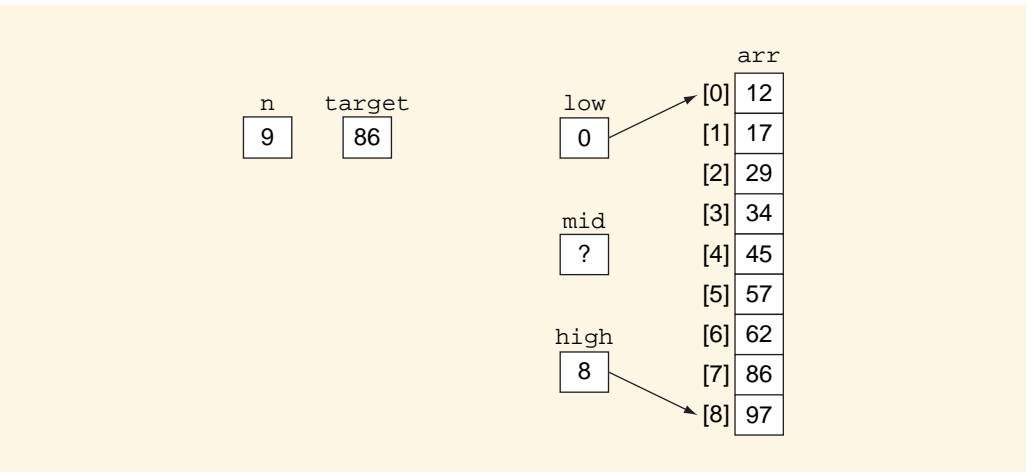 arr
n target low [0] 12
9 86 0 [1] 17
[2] 29
mid [3] 34
? [4] 45
[5] 57
high [6] 62
8 [7] 86
[8] 97